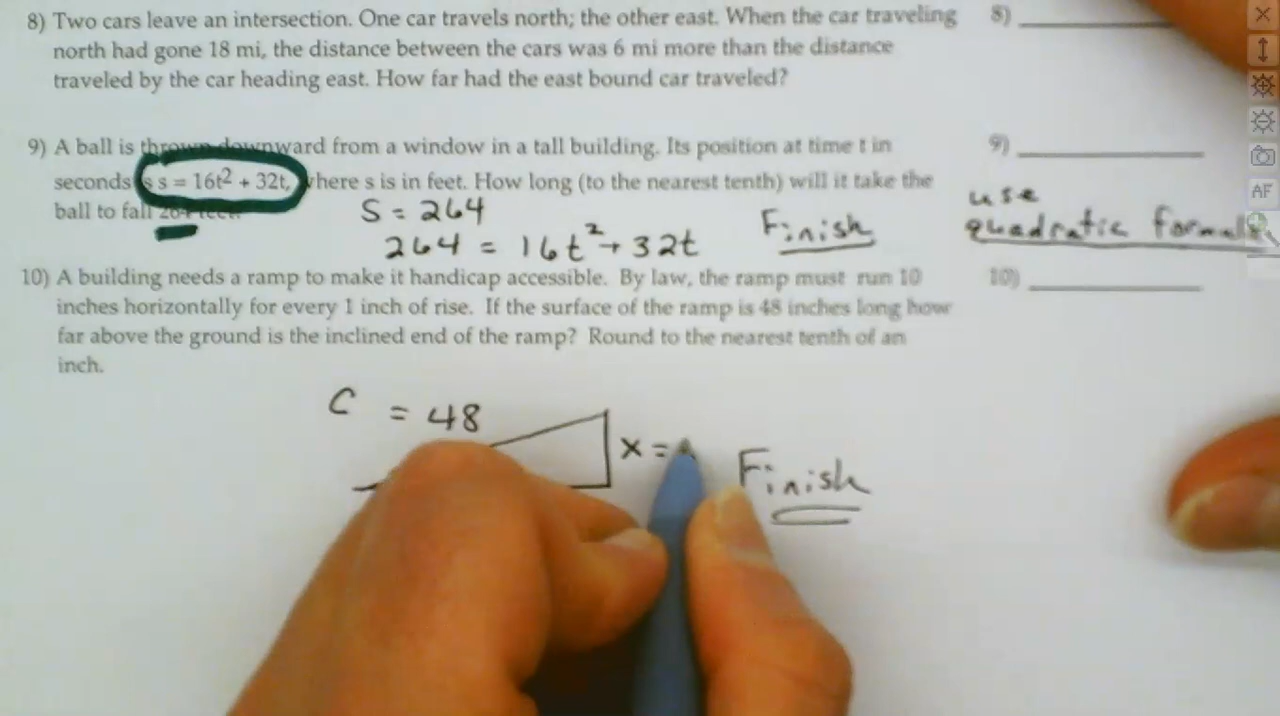 8) Two cars leave an intersection. One car travels north; the other east. When the car traveling 8)
north had gone 18 mi, the distance between the cars was 6 mi more than the distance
traveled by the car heading east. How far had the east bound car traveled?
9) A ball is thrown downward from a window in a tall building. Its position at time t in 9)
seconds s = 16t² + 32t, where s is in feet. How long (to the nearest tenth) will it take the
ball to fall 264 feet.
S = 264
264 = 16t² + 32t
Finish
use
quadratic formula
10) A building needs a ramp to make it handicap accessible. By law, the ramp must run 10 10)
inches horizontally for every 1 inch of rise. If the surface of the ramp is 48 inches long how
far above the ground is the inclined end of the ramp? Round to the nearest tenth of an
inch.
C = 48
x =
Finish
AF